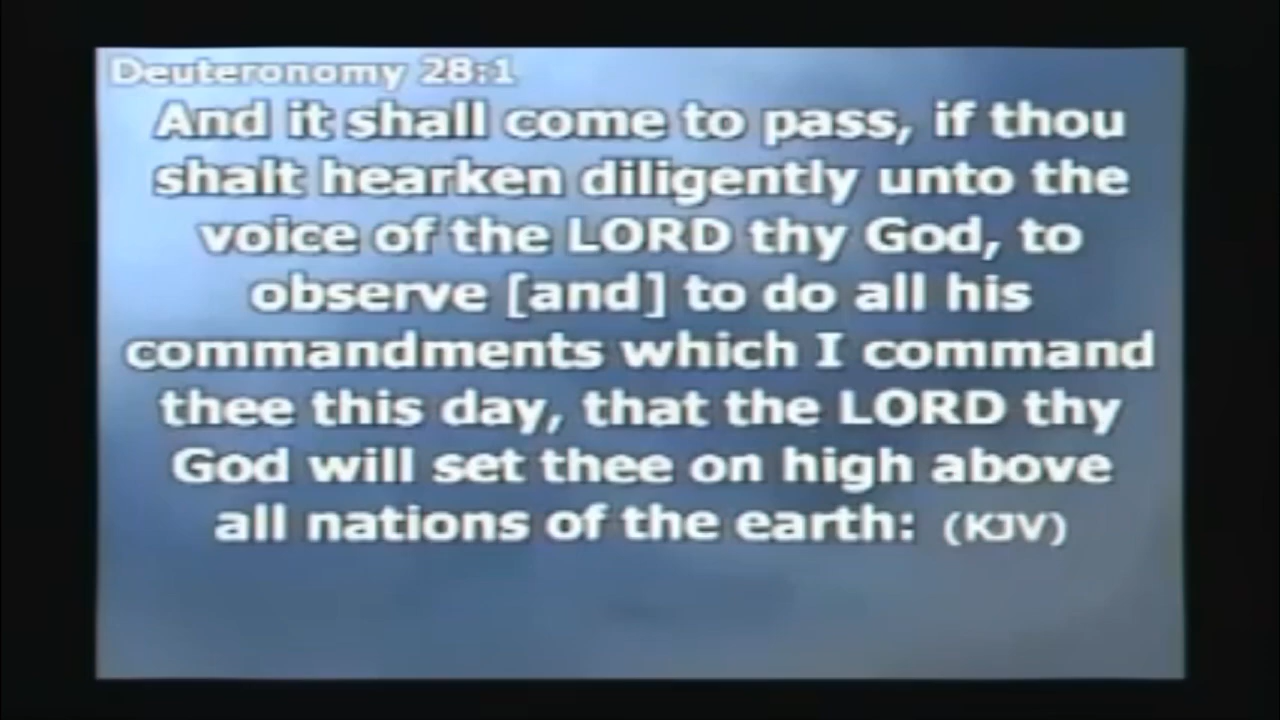 Deuteronomy 28:1
And it shall come to pass, if thou
shalt hearken diligently unto the
voice of the LORD thy God, to
observe [and] to do all his
commandments which I command
thee this day, that the LORD thy
God will set thee on high above
all nations of the earth: (KJV)